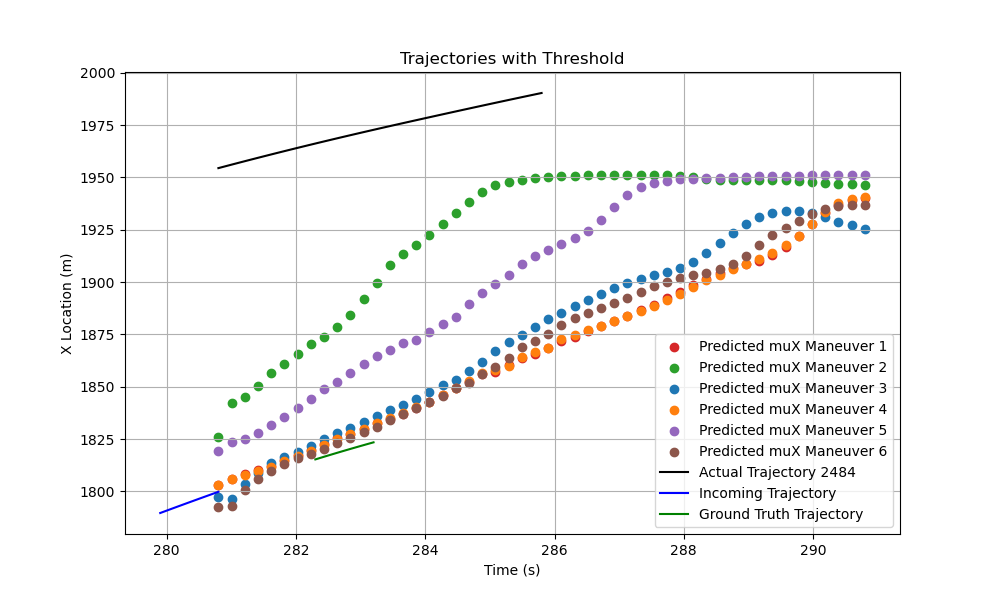 Trajectories with Threshold
2000
1975
1950
1925
1900
1875
1850
1825
1800
X Location (m)
280
282
284
286
288
290
Time (s)
Predicted muX Maneuver 1
Predicted muX Maneuver 2
Predicted muX Maneuver 3
Predicted muX Maneuver 4
Predicted muX Maneuver 5
Predicted muX Maneuver 6
Actual Trajectory 2484
Incoming Trajectory
Ground Truth Trajectory